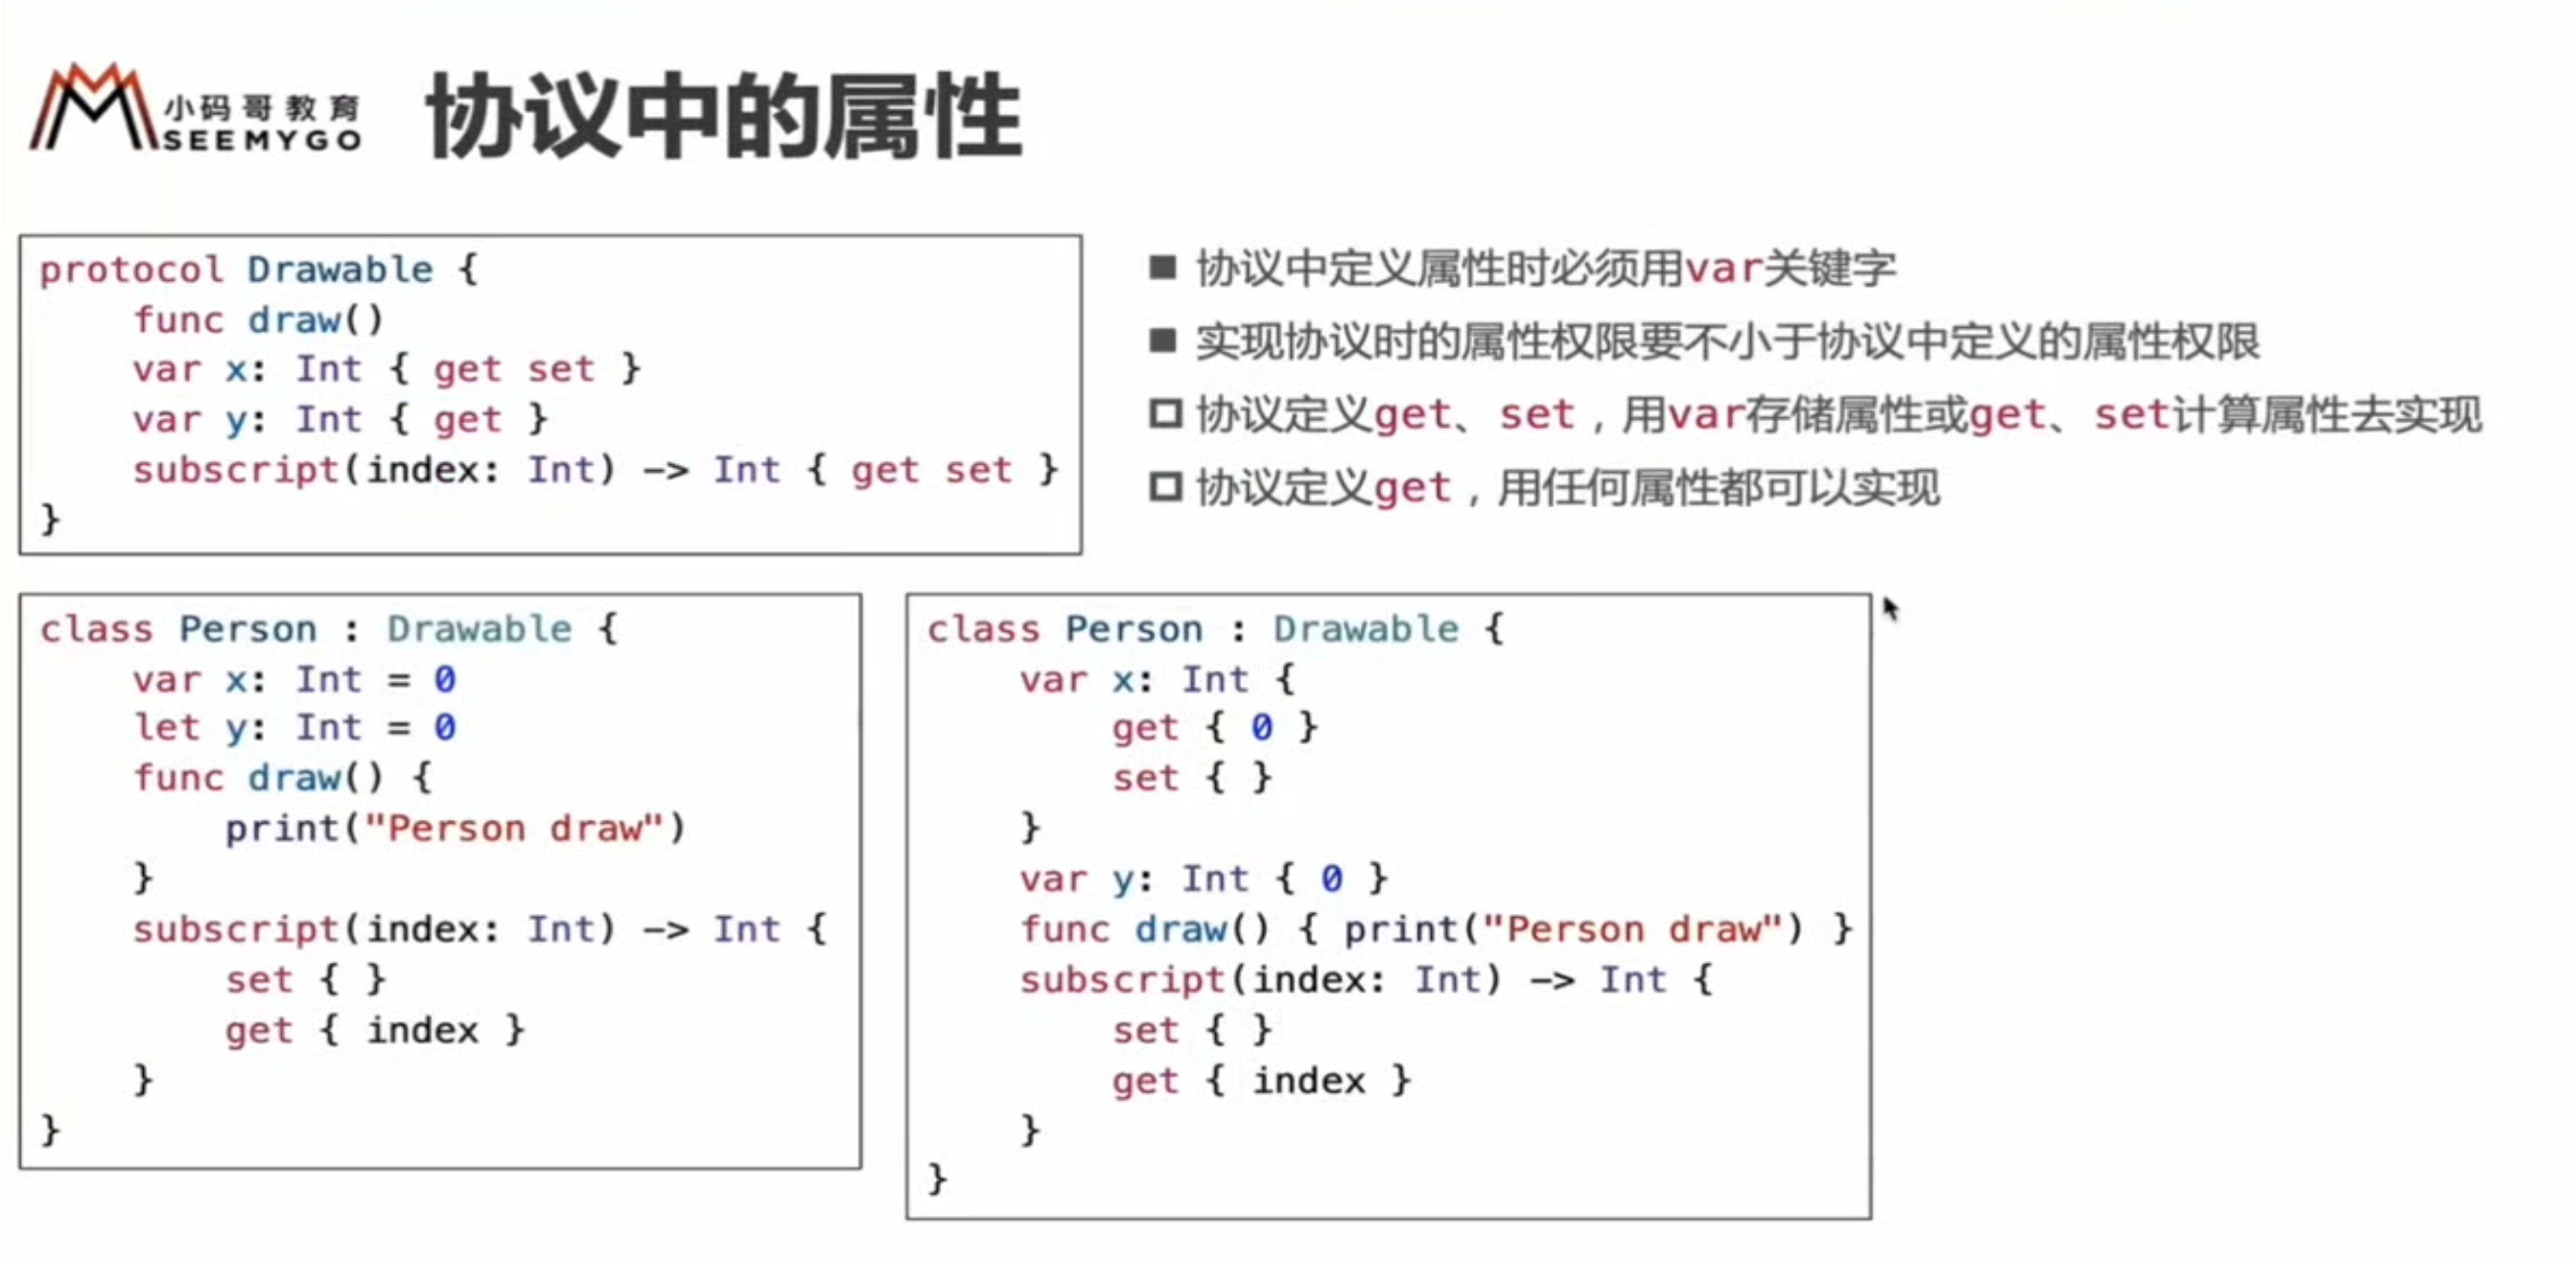 小码哥教育
SEEMYGO
协议中的属性
protocol Drawable {
    func draw()
    var x: Int { get set }
    var y: Int { get }
    subscript(index: Int) -> Int { get set }
}
■ 协议中定义属性时必须用var关键字
■ 实现协议时的属性权限要不小于协议中定义的属性权限
□ 协议定义get、set，用var存储属性或get、set计算属性去实现
□ 协议定义get，用任何属性都可以实现
class Person : Drawable {
    var x: Int = 0
    let y: Int = 0
    func draw() {
        print("Person draw")
    }
    subscript(index: Int) -> Int {
        set { }
        get { index }
    }
}
class Person : Drawable {
    var x: Int {
        get { 0 }
        set { }
    }
    var y: Int { 0 }
    func draw() { print("Person draw") }
    subscript(index: Int) -> Int {
        set { }
        get { index }
    }
}